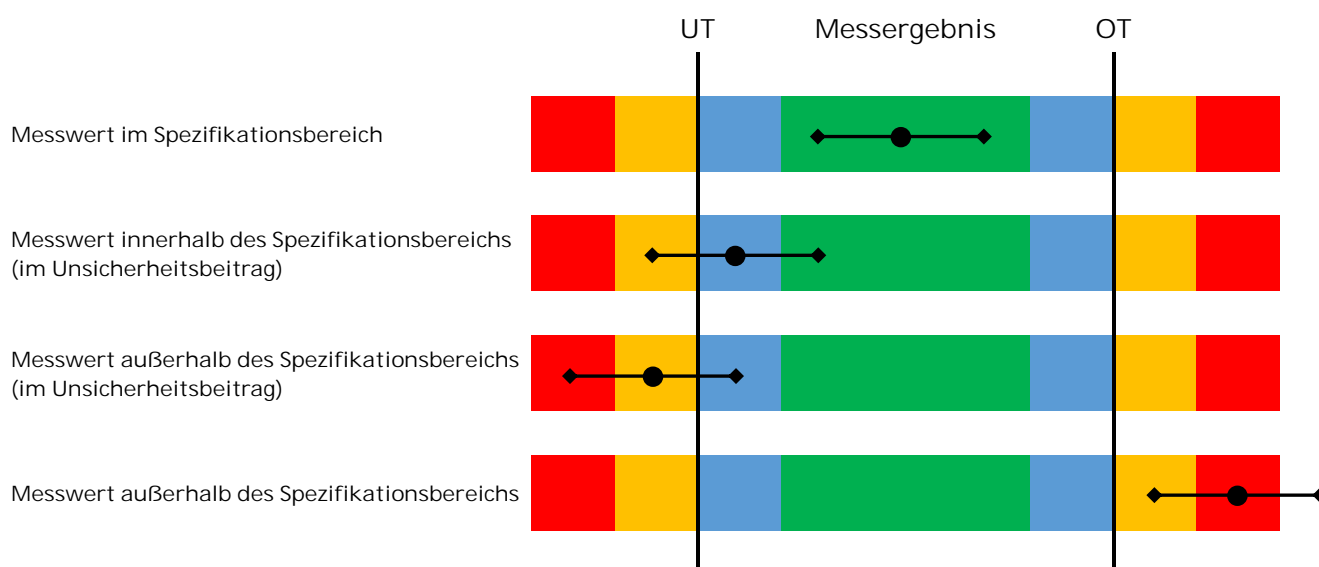 UT Messergebnis OT
Messwert im Spezifikationsbereich
Messwert innerhalb des Spezifikationsbereichs
(im Unsicherheitsbeitrag)
Messwert außerhalb des Spezifikationsbereichs
(im Unsicherheitsbeitrag)
Messwert außerhalb des Spezifikationsbereichs